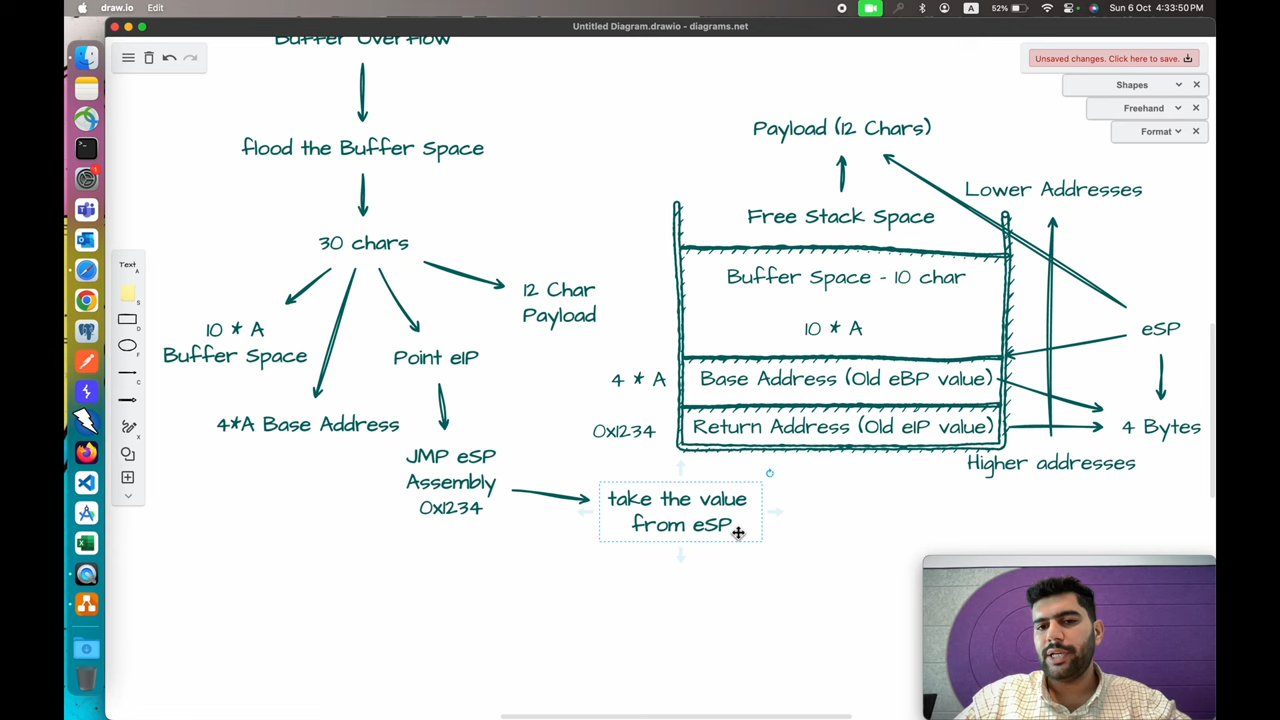 draw.io
Edit
A
52%
Sun 6 Oct 4:33:50 PM
Untitled Diagram.drawio - diagrams.net
Unsaved changes. Click here to save.
Shapes
Freehand
Format
Text
Buffer Overflow
flood the Buffer Space
30 chars
10 * A
Buffer Space
4*A Base Address
Point eIP
12 Char
Payload
JMP eSP
Assembly
0x1234
take the value
from eSP
Payload (12 Chars)
Lower Addresses
Free Stack Space
Buffer Space - 10 char
10 * A
eSP
4 * A
Base Address (Old eBP value)
0x1234
Return Address (Old eIP value)
4 Bytes
Higher addresses